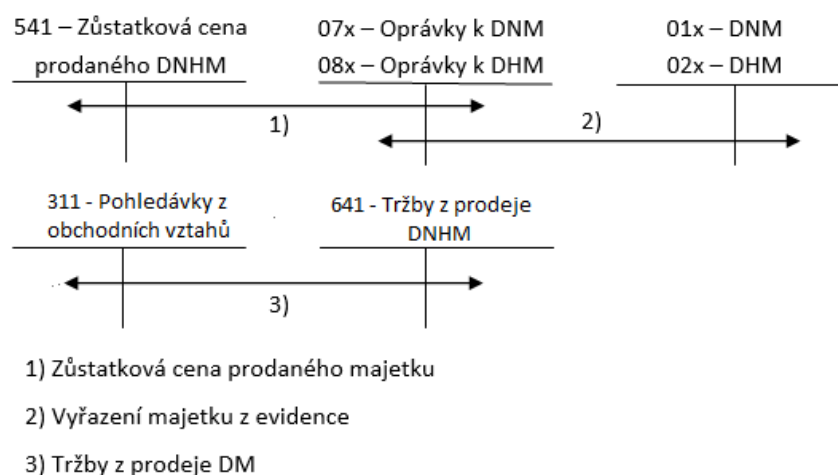 541 – Zůstatková cena
prodaného DNHM
07x – Oprávky k DNM
08x – Oprávky k DHM
01x – DNM
02x – DHM
1)
2)
311 - Pohledávky z
obchodních vztahů
641 - Tržby z prodeje
DNHM
3)
1) Zůstatková cena prodaného majetku
2) Vyřazení majetku z evidence
3) Tržby z prodeje DM